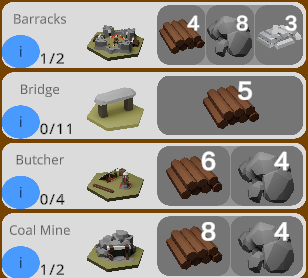 Barracks
i 1/2 4 8 3
Bridge
i 0/11 5
Butcher
i 0/4 6 4
Coal Mine
i 1/2 8 4